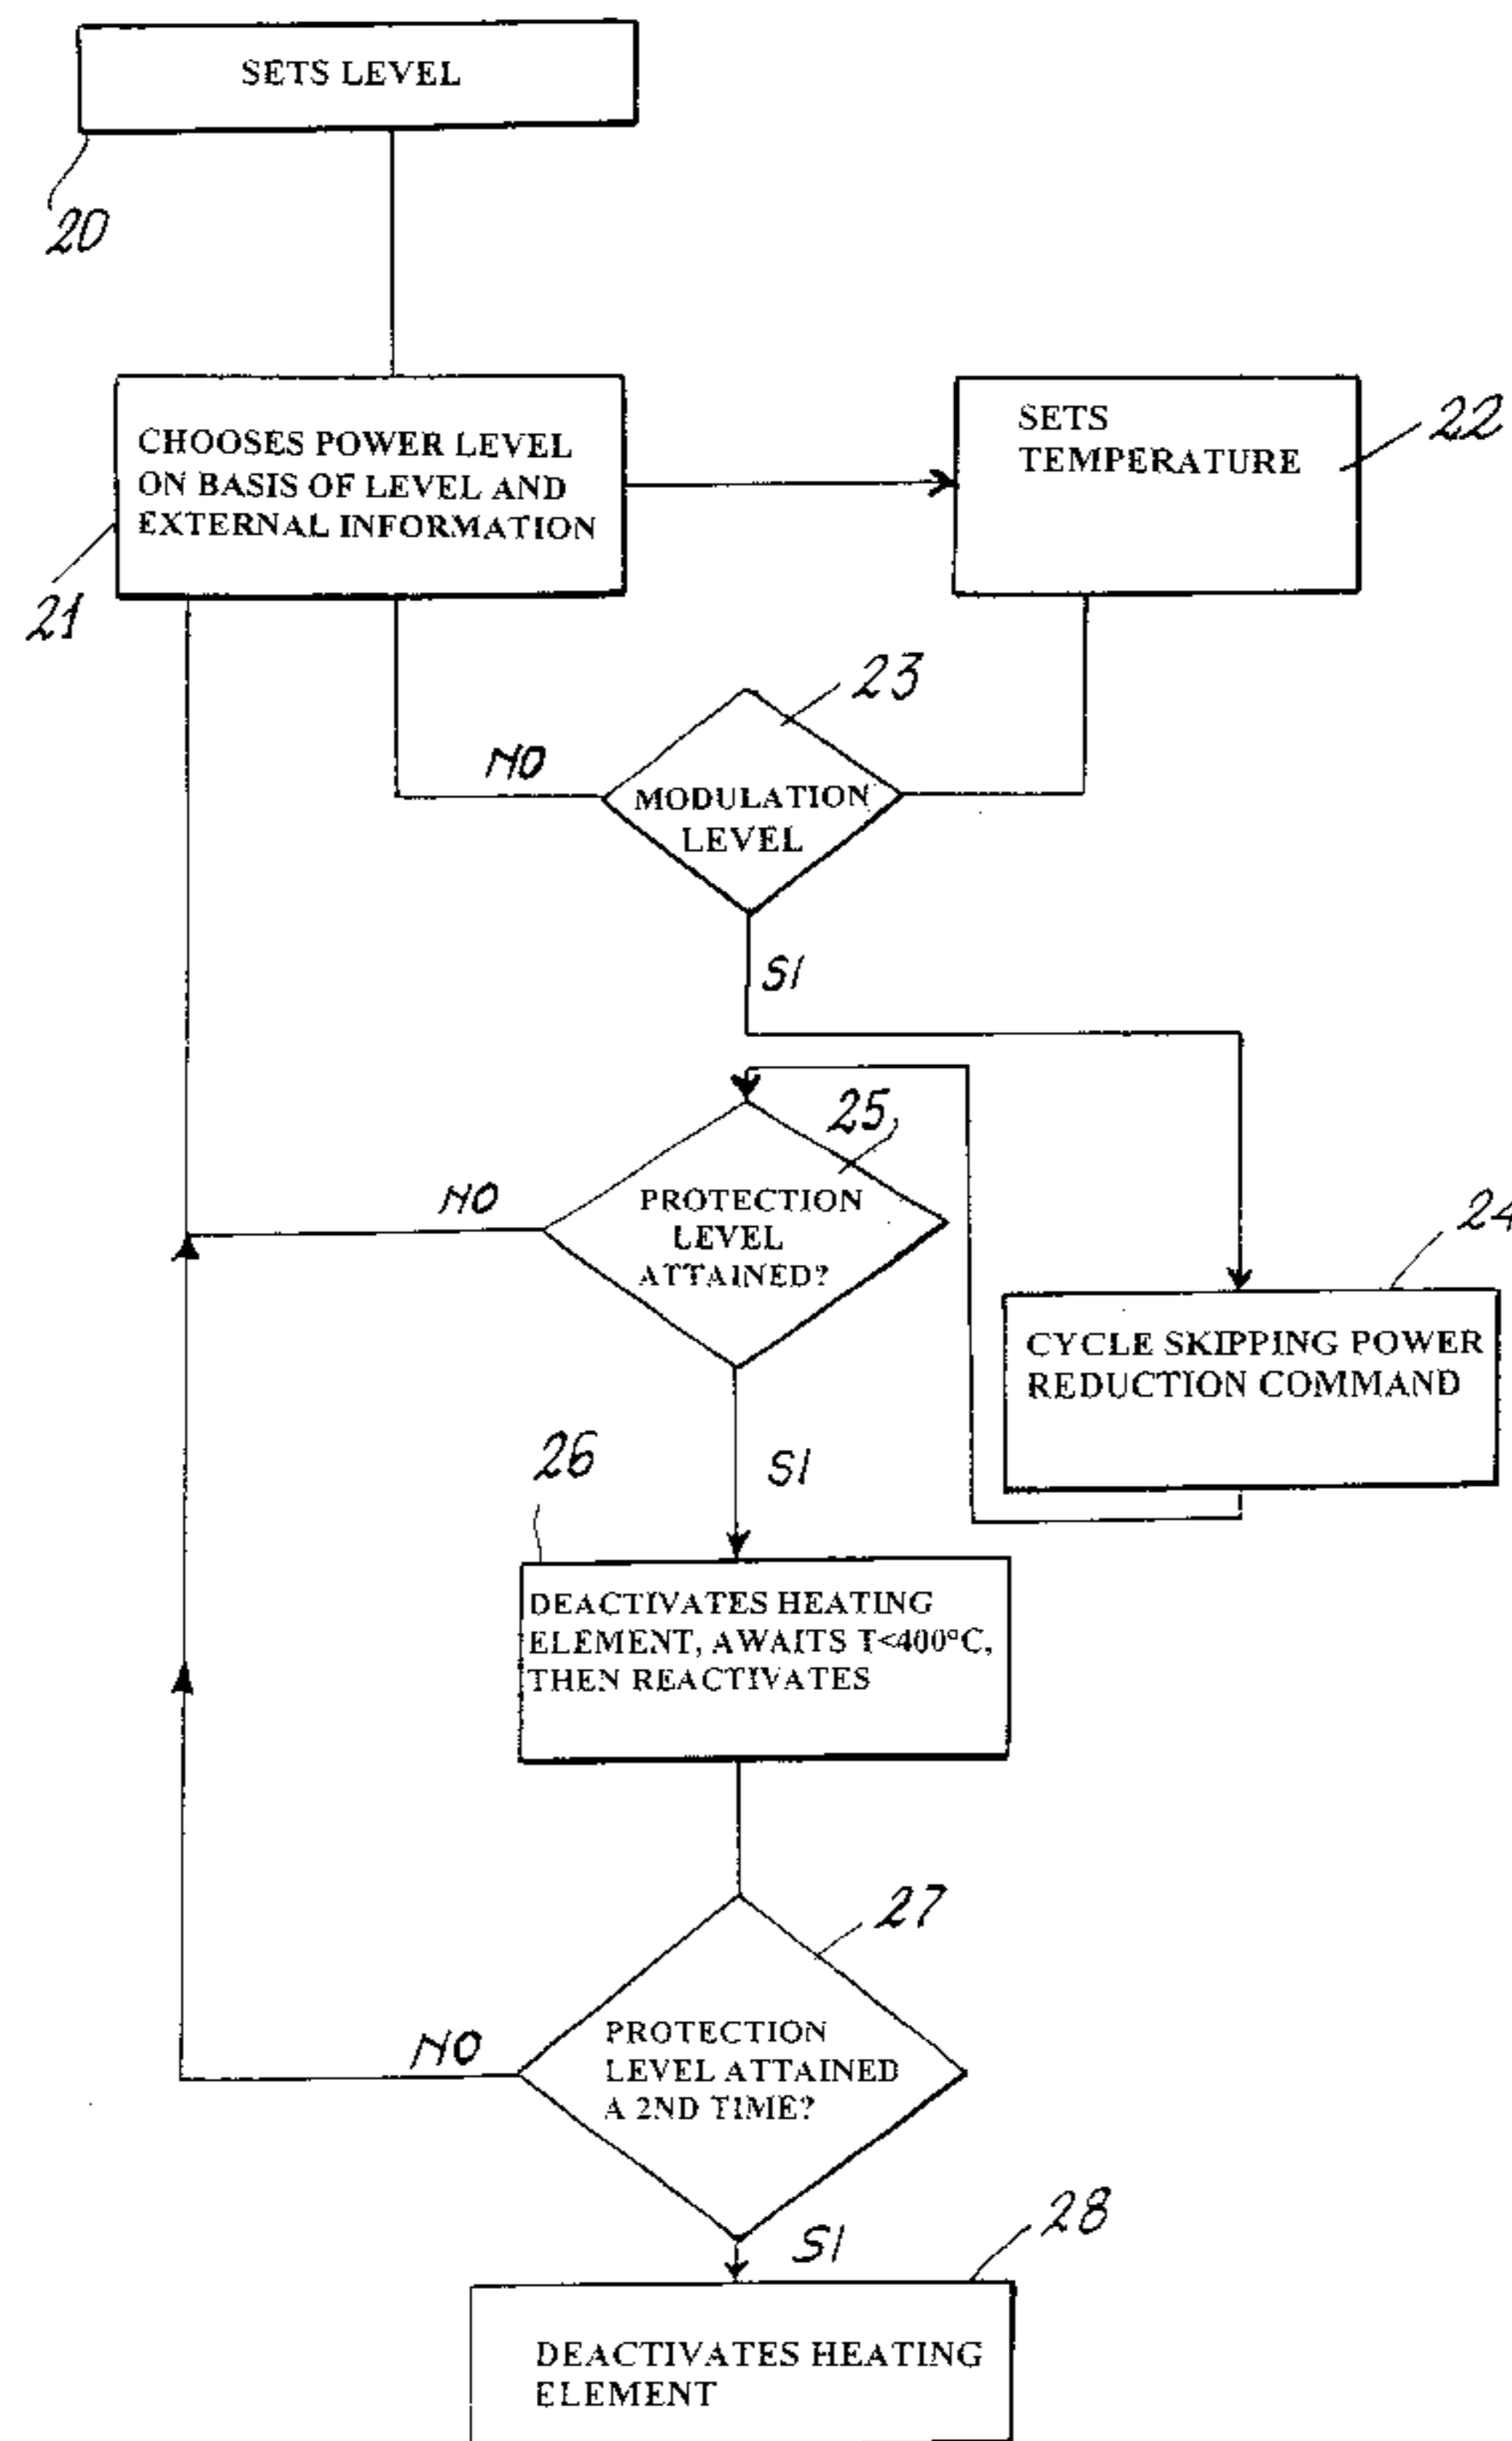 SETS LEVEL
20
CHOOSES POWER LEVEL
ON BASIS OF LEVEL AND
EXTERNAL INFORMATION
21
SETS
TEMPERATURE
22
23
NO
MODULATION
LEVEL
SI
25
NO
PROTECTION
LEVEL
ATTAINED?
24
CYCLE SKIPPING POWER
REDUCTION COMMAND
SI
26
DEACTIVATES HEATING
ELEMENT, AWAITS T<400°C,
THEN REACTIVATES
27
NO
PROTECTION
LEVEL ATTAINED
A 2ND TIME?
SI
28
DEACTIVATES HEATING
ELEMENT